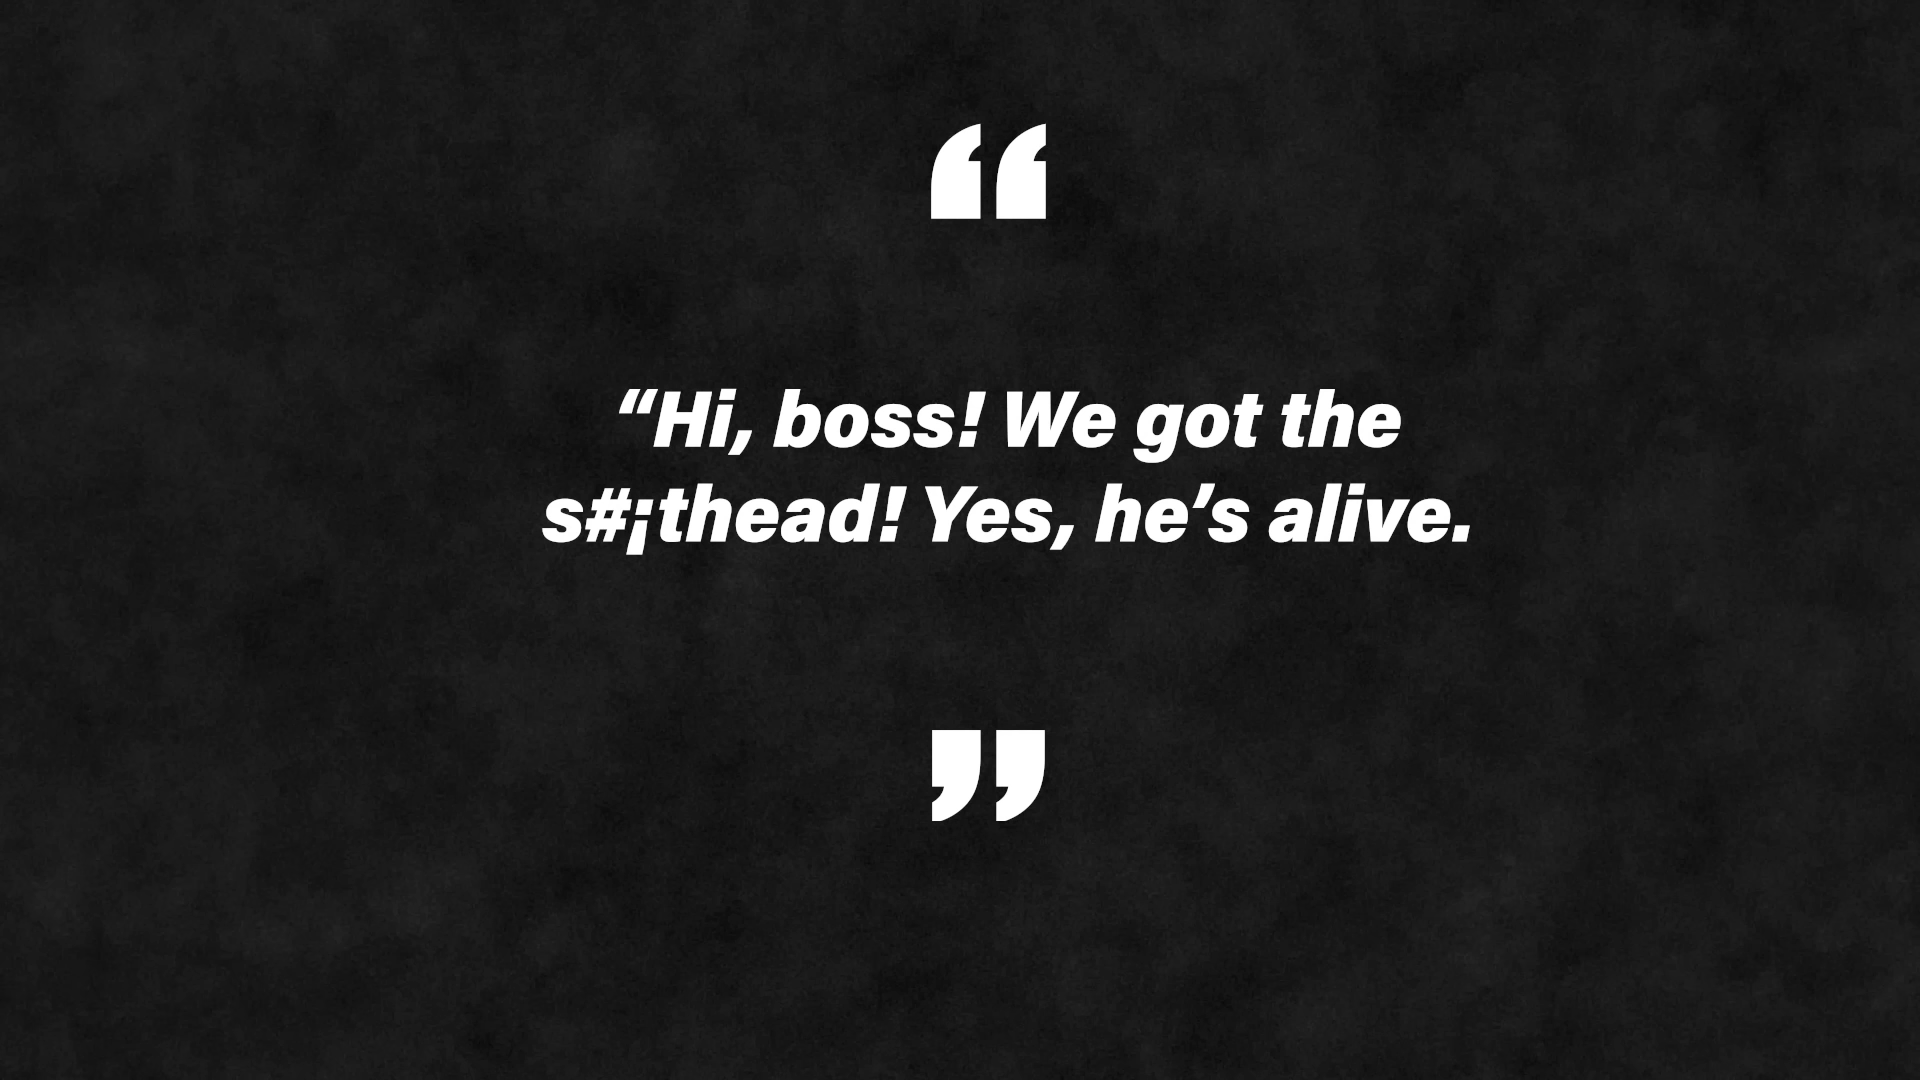 “
“Hi, boss! We got the
s#¡thead! Yes, he’s alive.
”